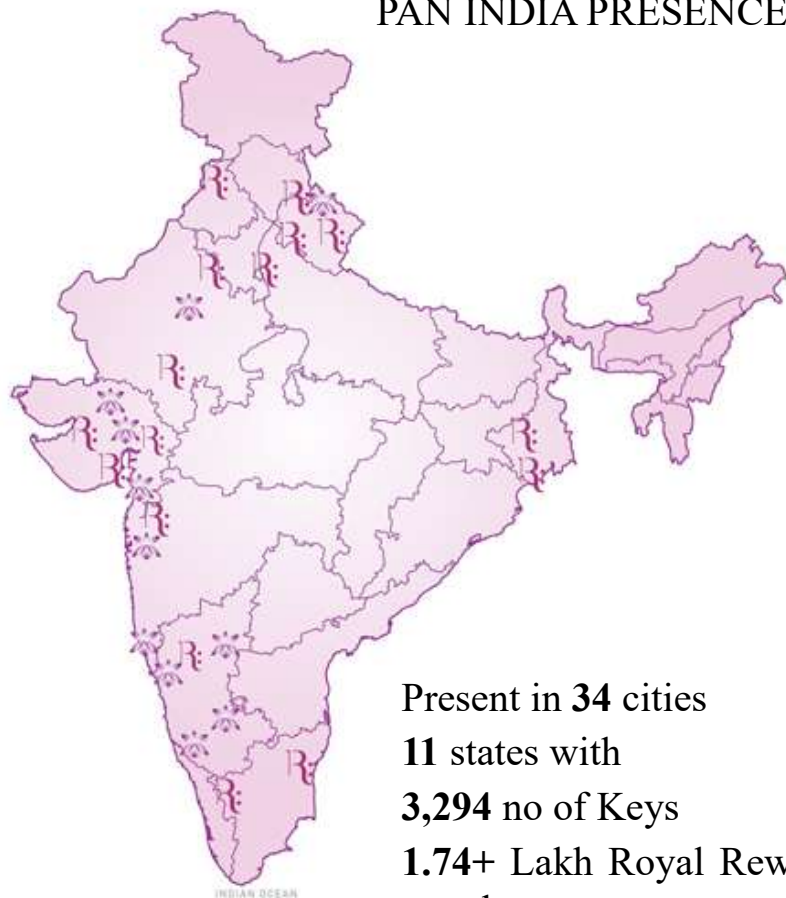 PAN INDIA PRESENCE
Present in 34 cities
11 states with
3,294 no of Keys
1.74+ Lakh Royal Rew
INDIAN OCEAN